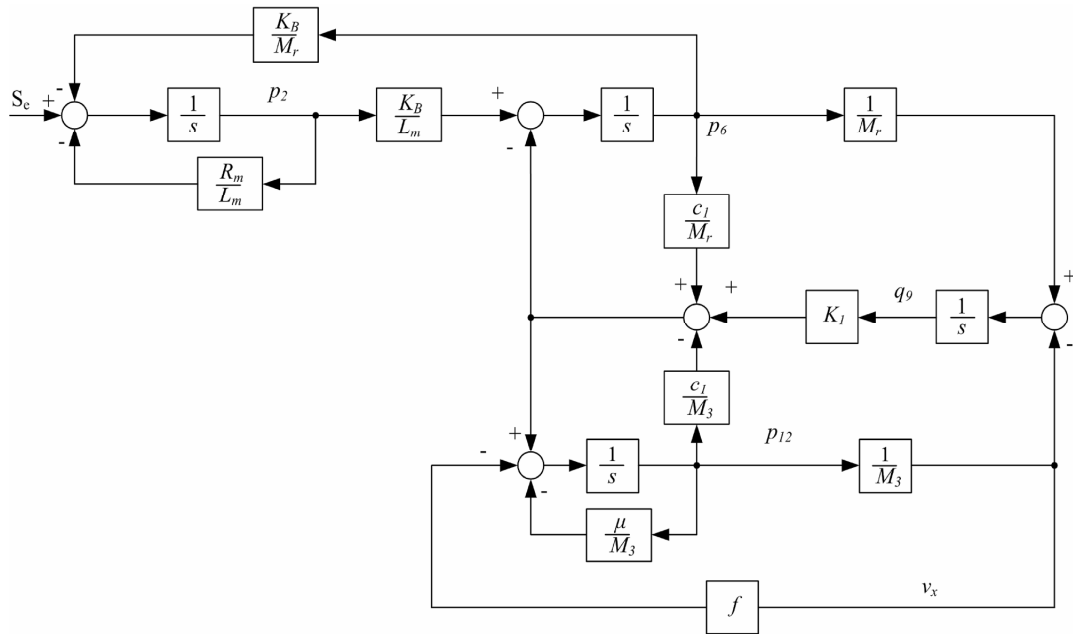 K_B
M_r
S_e + -
1
s
p_2
K_B
L_m
+
1
s
p_6
1
M_r
- -
R_m
L_m
c_1
M_r
+ + +
K_1
q_9
1
s
- -
c_1
M_3
- +
1
s
p_12
1
M_3
-
μ
M_3
f
v_x